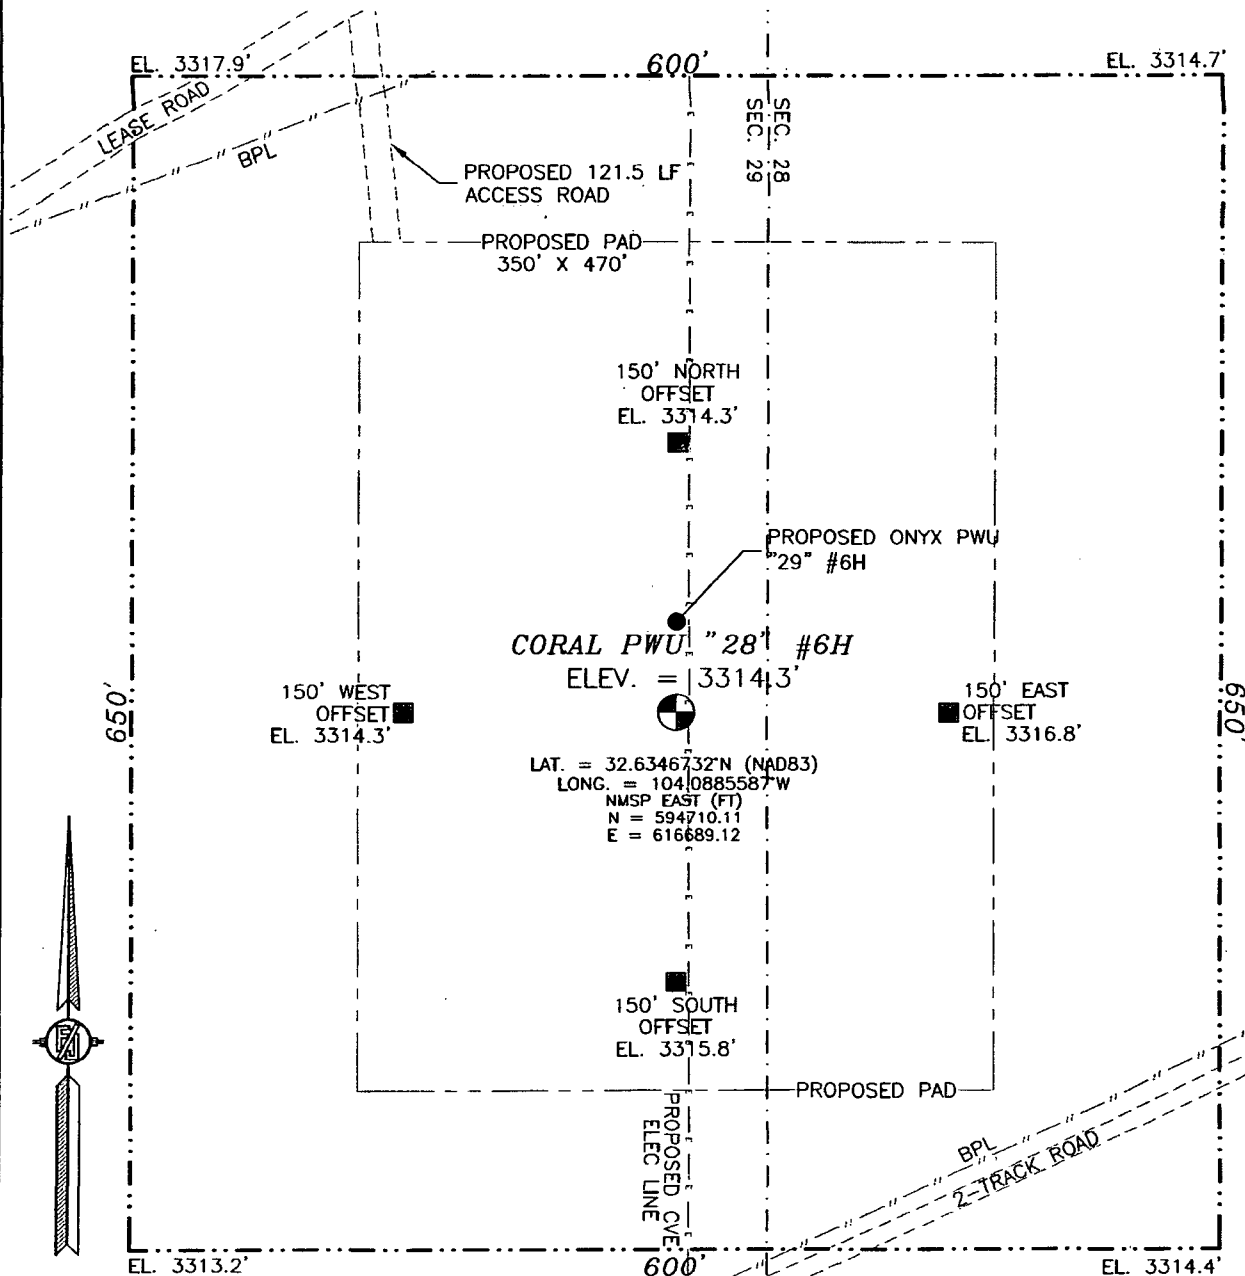 EL. 3317.9'
600'
EL. 3314.7'
LEASE ROAD
BPL
SEC. 28
SEC. 29
PROPOSED 121.5 LF
ACCESS ROAD
PROPOSED PAD
350' X 470'
150' NORTH
OFFSET
EL. 3314.3'
PROPOSED ONYX PWU
"29" #6H
CORAL PWU "28" #6H
ELEV. = 3314.3'
650'
150' WEST
OFFSET
EL. 3314.3'
150' EAST
OFFSET
EL. 3316.8'
650'
LAT. = 32.6346732°N (NAD83)
LONG. = 104.0885587°W
NMSP EAST (FT)
N = 594710.11
E = 616689.12
150' SOUTH
OFFSET
EL. 3315.8'
PROPOSED PAD
PROPOSED CVE
ELEC LINE
BPL
2-TRACK ROAD
EL. 3313.2'
600'
EL. 3314.4'